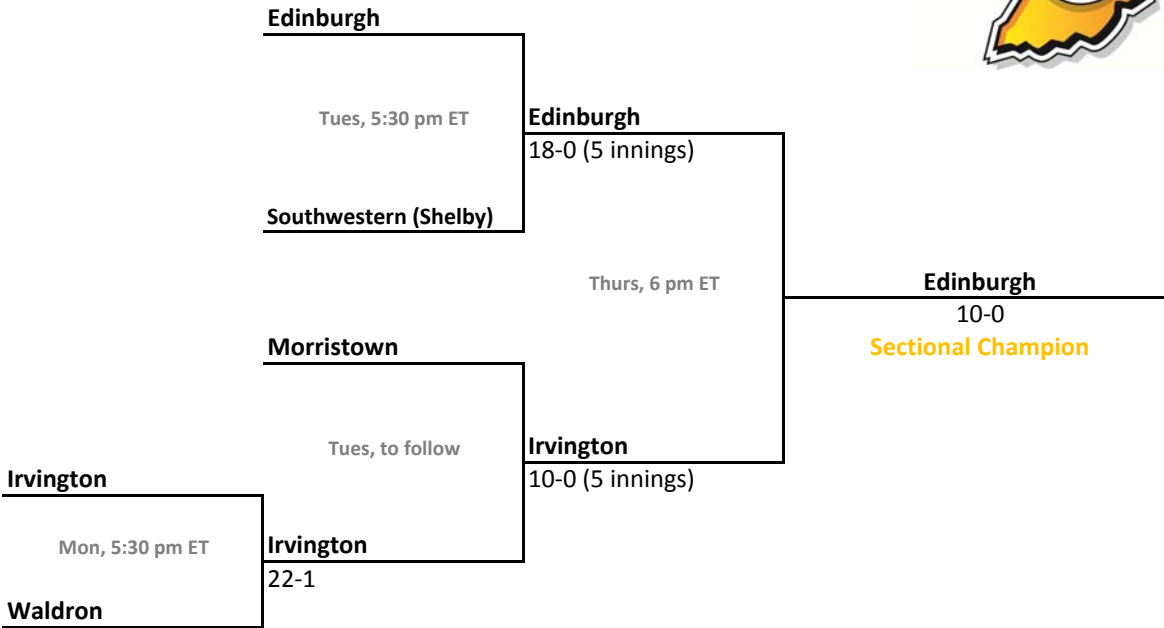 Edinburgh
Tues, 5:30 pm ET
Edinburgh
18-0 (5 innings)
Southwestern (Shelby)
Thurs, 6 pm ET
Edinburgh
10-0
Sectional Champion
Morristown
Tues, to follow
Irvington
10-0 (5 innings)
Irvington
Mon, 5:30 pm ET
Irvington
22-1
Waldron